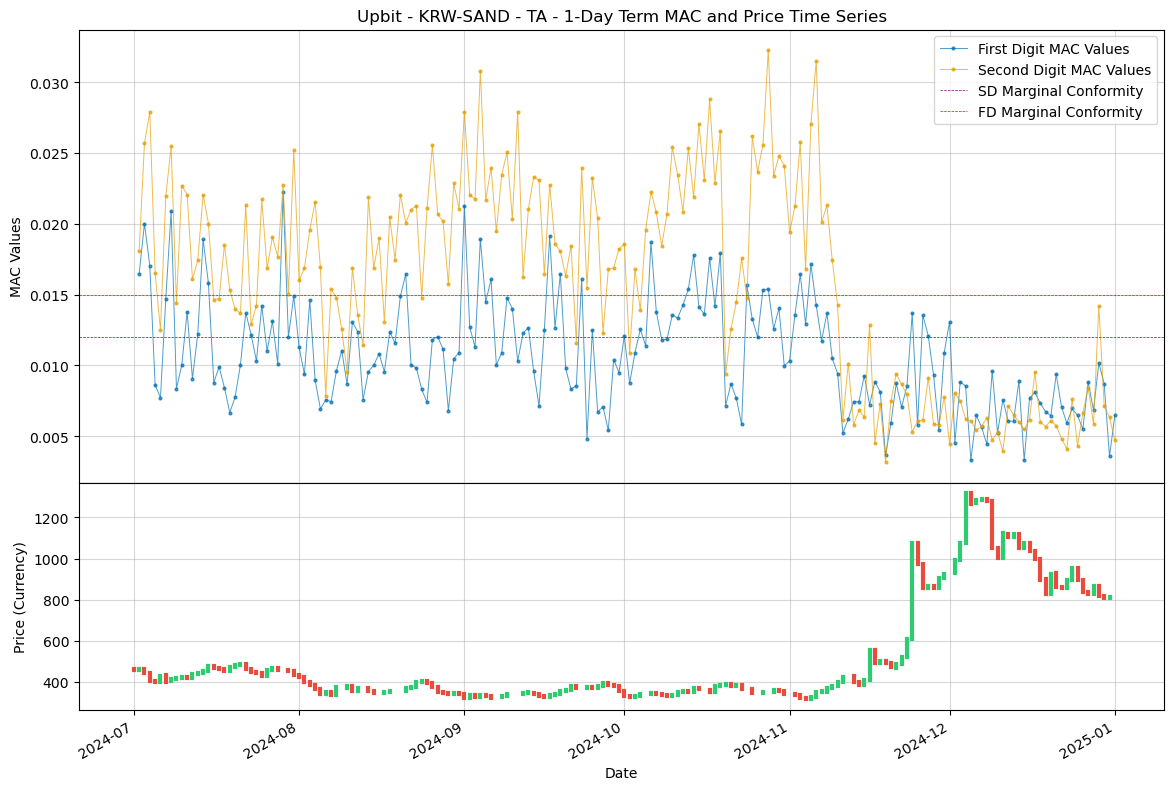 Upbit - KRW-SAND - TA - 1-Day Term MAC and Price Time Series
First Digit MAC Values
Second Digit MAC Values
SD Marginal Conformity
FD Marginal Conformity
MAC Values
0.030
0.025
0.020
0.015
0.010
0.005
Price (Currency)
1200
1000
800
600
400
2024-07
2024-08
2024-09
2024-10
2024-11
2024-12
2025-01
Date